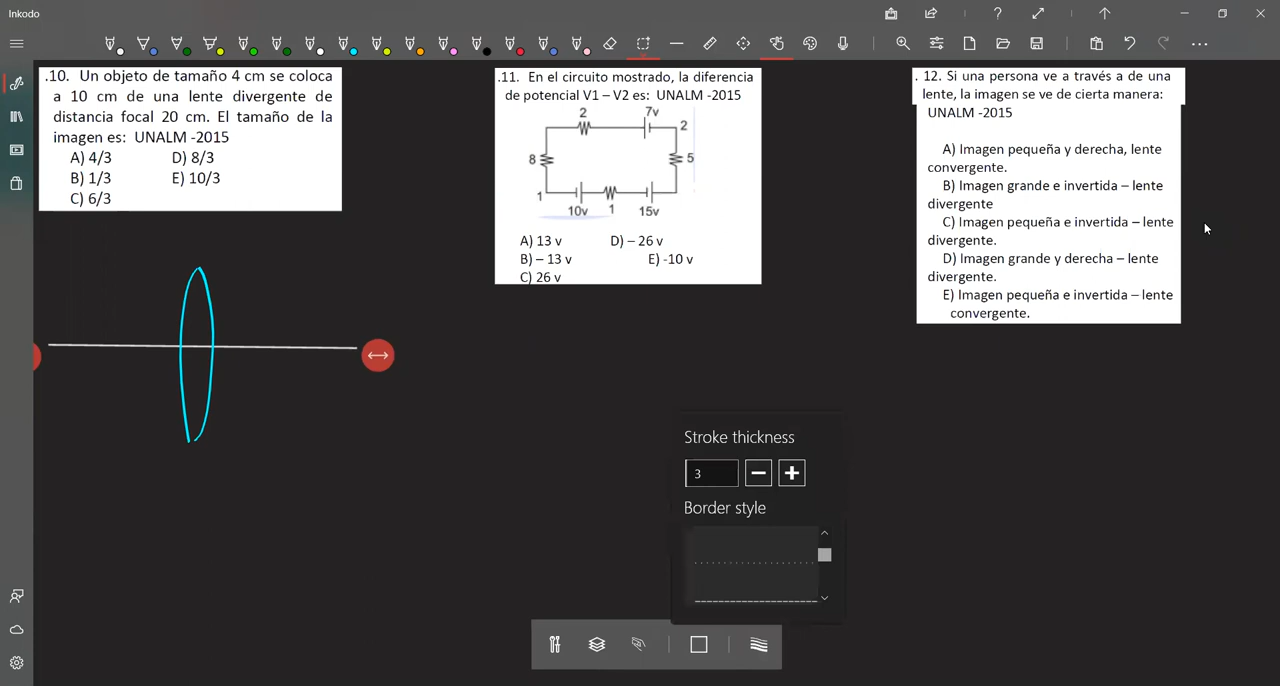 Inkodo
.10. Un objeto de tamaño 4 cm se coloca
a 10 cm de una lente divergente de
distancia focal 20 cm. El tamaño de la
imagen es: UNALM -2015
A) 4/3 D) 8/3
B) 1/3 E) 10/3
C) 6/3
.11. En el circuito mostrado, la diferencia
de potencial V1 – V2 es: UNALM -2015
2 7v 2
8 5
1 10v 1 15v
A) 13 v D) – 26 v
B) – 13 v E) -10 v
C) 26 v
. 12. Si una persona ve a través a de una
lente, la imagen se ve de cierta manera:
UNALM -2015
A) Imagen pequeña y derecha, lente
convergente.
B) Imagen grande e invertida – lente
divergente
C) Imagen pequeña e invertida – lente
divergente.
D) Imagen grande y derecha – lente
divergente.
E) Imagen pequeña e invertida – lente
convergente.
Stroke thickness
3
Border style